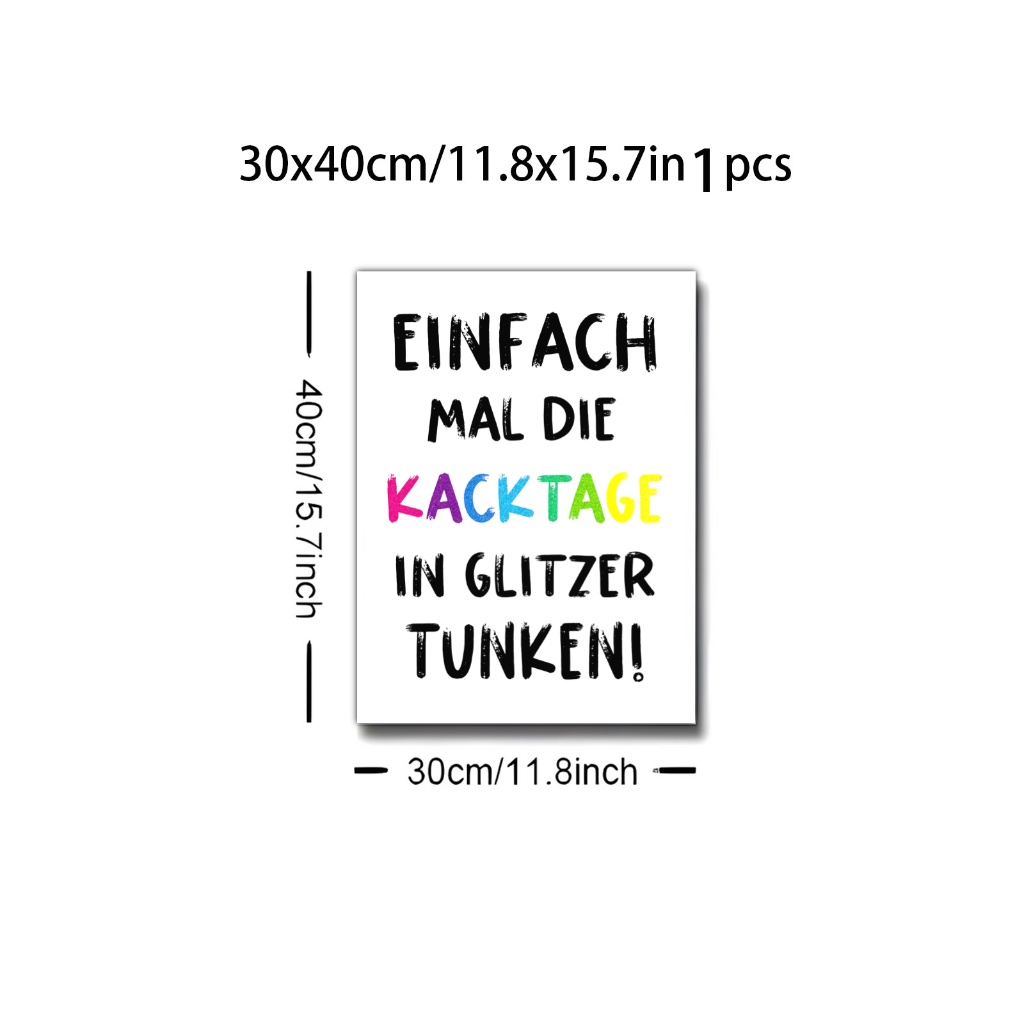 30x40cm/11.8x15.7in 1 pcs
40cm/15.7inch
EINFACH
MAL DIE
KACKTAGE
IN GLITZER
TUNKEN!
30cm/11.8inch